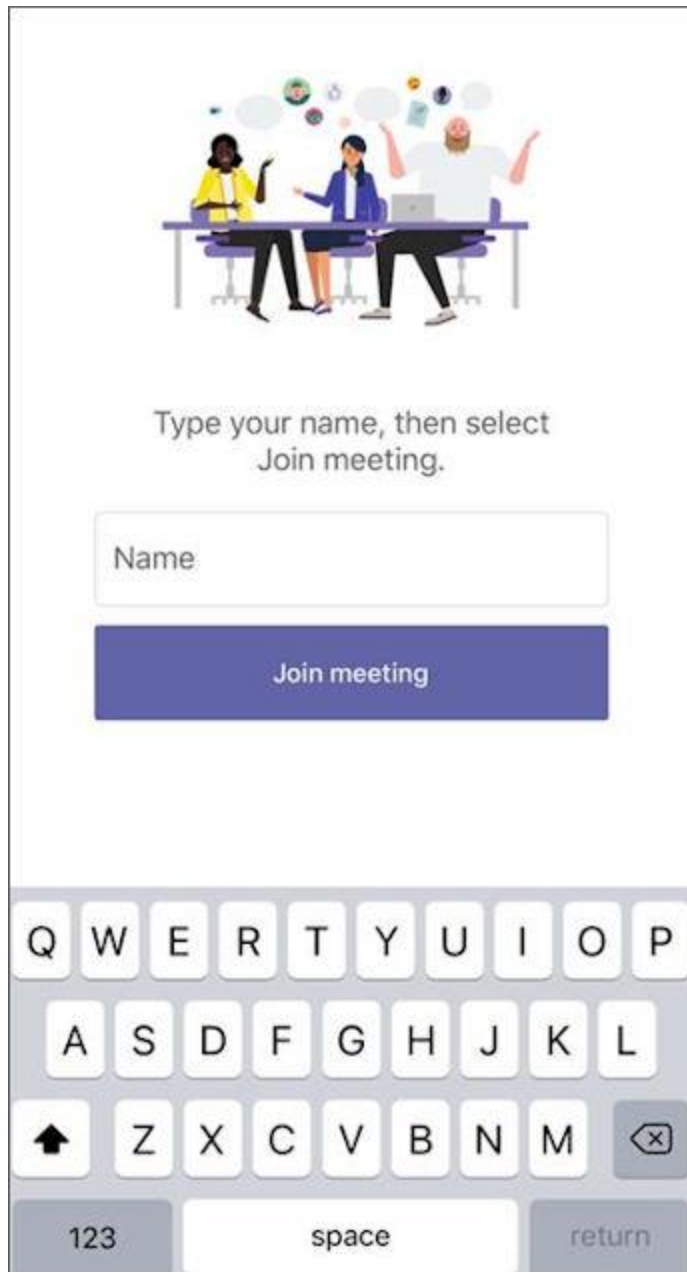 Type your name, then select
Join meeting.
Name
Join meeting
Q W E R T Y U I O P
A S D F G H J K L
Z X C V B N M
123 space return